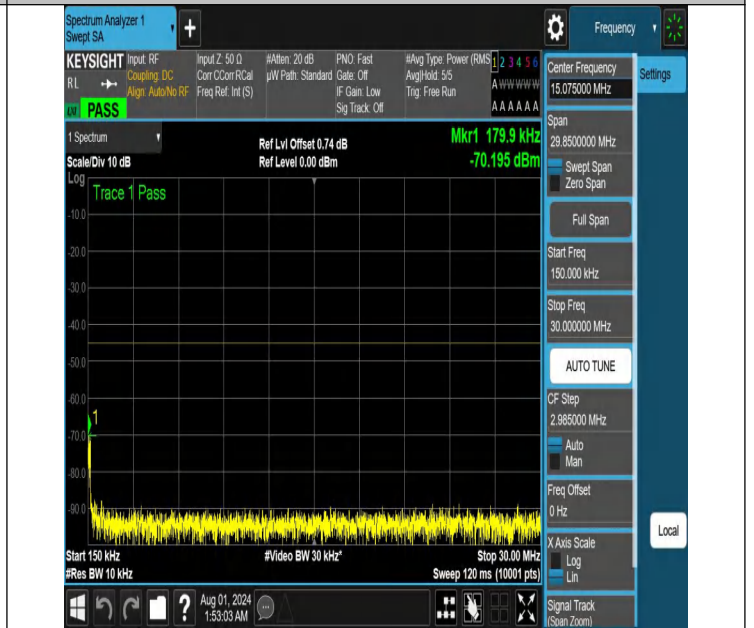 Spectrum Analyzer 1
Swept SA
+
Frequency
KEYSIGHT
RL
PASS
Input: RF
Coupling: DC
Align: Auto/No RF
Input Z: 50 Ω
Corr CCorr RCal
Freq Ref: Int (S)
#Atten: 20 dB
µW Path: Standard
PNO: Fast
Gate: Off
IF Gain: Low
Sig Track: Off
#Avg Type: Power (RMS
Avg|Hold: 5/5
Trig: Free Run
1 2 3 4 5 6
A W W W W W
A A A A A A
1 Spectrum
Scale/Div 10 dB
Ref Lvl Offset 0.74 dB
Ref Level 0.00 dBm
Mkr1 179.9 kHz
-70.195 dBm
Log
Trace 1 Pass
-10.0
-20.0
-30.0
-40.0
-50.0
-60.0
-70.0
-80.0
-90.0
1
Start 150 kHz
#Res BW 10 kHz
#Video BW 30 kHz*
Stop 30.00 MHz
Sweep 120 ms (10001 pts)
Aug 01, 2024
1:53:03 AM
Center Frequency
15.075000 MHz
Settings
Span
29.8500000 MHz
Swept Span
Zero Span
Full Span
Start Freq
150.000 kHz
Stop Freq
30.000000 MHz
AUTO TUNE
CF Step
2.985000 MHz
Auto
Man
Freq Offset
0 Hz
X Axis Scale
Log
Lin
Local
Signal Track
(Span Zoom)